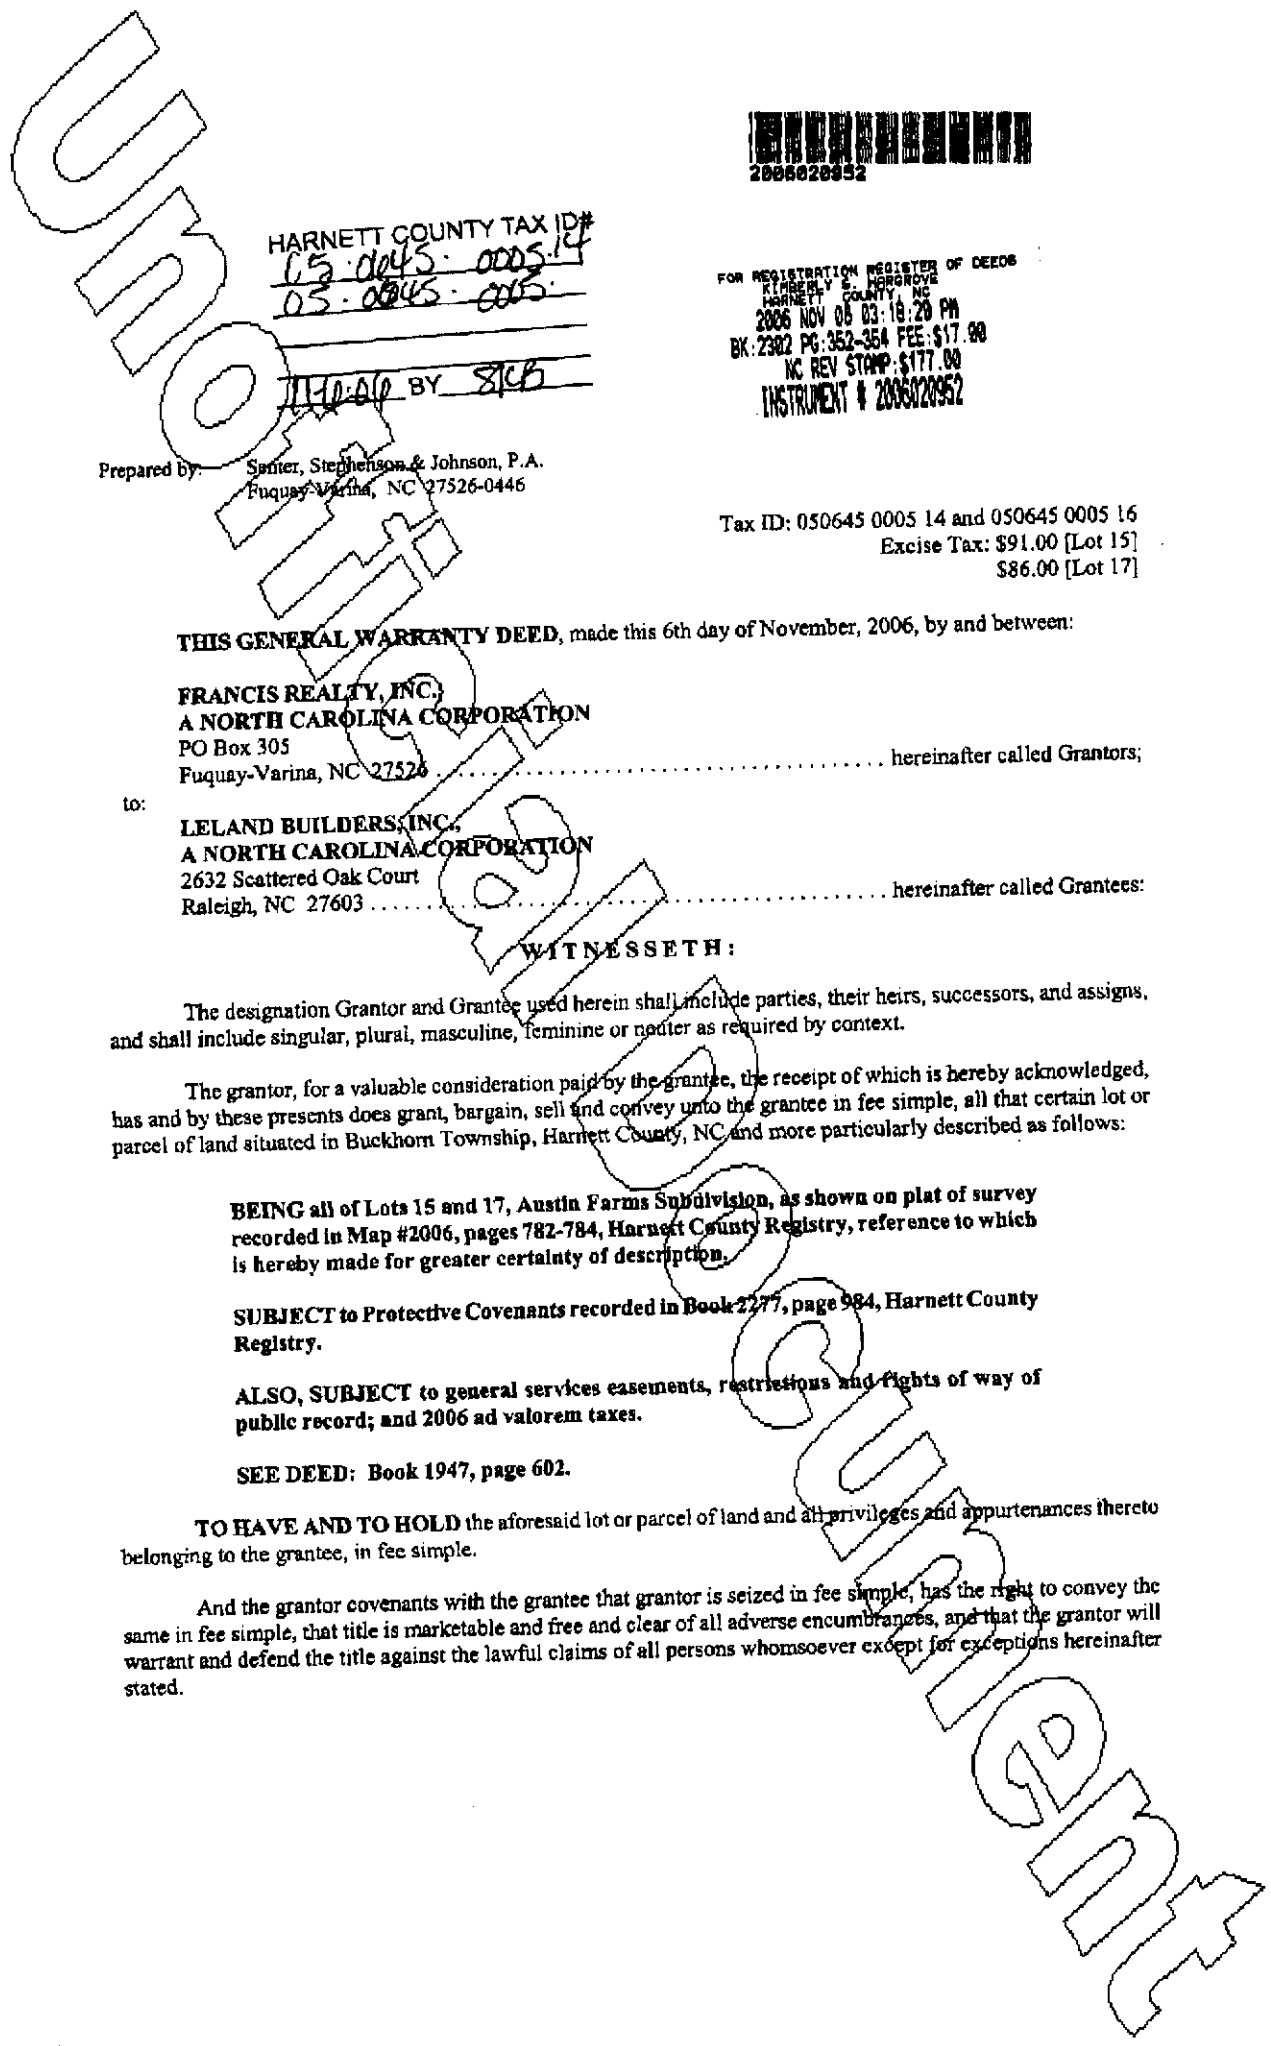 2006020952
HARNETT COUNTY TAX ID#
05.0645.0005.14
05.0645.0005.
11-6-06 BY SKB
FOR REGISTRATION REGISTER OF DEEDS
KIMBERLY S. HARGROVE
HARNETT COUNTY, NC
2006 NOV 06 03:18:20 PM
BK:2302 PG:352-354 FEE:$17.00
NC REV STAMP:$177.00
INSTRUMENT # 2006020952
Prepared by: Senter, Stephenson & Johnson, P.A.
Fuquay-Varina, NC 27526-0446
Tax ID: 050645 0005 14 and 050645 0005 16
Excise Tax: $91.00 [Lot 15]
$86.00 [Lot 17]
THIS GENERAL WARRANTY DEED, made this 6th day of November, 2006, by and between:
FRANCIS REALTY, INC.,
A NORTH CAROLINA CORPORATION
PO Box 305
Fuquay-Varina, NC 27526 . . . . . . . . . . hereinafter called Grantors;
to:
LELAND BUILDERS, INC.,
A NORTH CAROLINA CORPORATION
2632 Scattered Oak Court
Raleigh, NC 27603 . . . . . . . . . . hereinafter called Grantees:
WITNESSETH:
The designation Grantor and Grantee used herein shall include parties, their heirs, successors, and assigns,
and shall include singular, plural, masculine, feminine or neuter as required by context.
The grantor, for a valuable consideration paid by the grantee, the receipt of which is hereby acknowledged,
has and by these presents does grant, bargain, sell and convey unto the grantee in fee simple, all that certain lot or
parcel of land situated in Buckhorn Township, Harnett County, NC and more particularly described as follows:
BEING all of Lots 15 and 17, Austin Farms Subdivision, as shown on plat of survey
recorded in Map #2006, pages 782-784, Harnett County Registry, reference to which
is hereby made for greater certainty of description.
SUBJECT to Protective Covenants recorded in Book 2277, page 984, Harnett County
Registry.
ALSO, SUBJECT to general services easements, restrictions and rights of way of
public record; and 2006 ad valorem taxes.
SEE DEED: Book 1947, page 602.
TO HAVE AND TO HOLD the aforesaid lot or parcel of land and all privileges and appurtenances thereto
belonging to the grantee, in fee simple.
And the grantor covenants with the grantee that grantor is seized in fee simple, has the right to convey the
same in fee simple, that title is marketable and free and clear of all adverse encumbrances, and that the grantor will
warrant and defend the title against the lawful claims of all persons whomsoever except for exceptions hereinafter
stated.
Unofficial Document